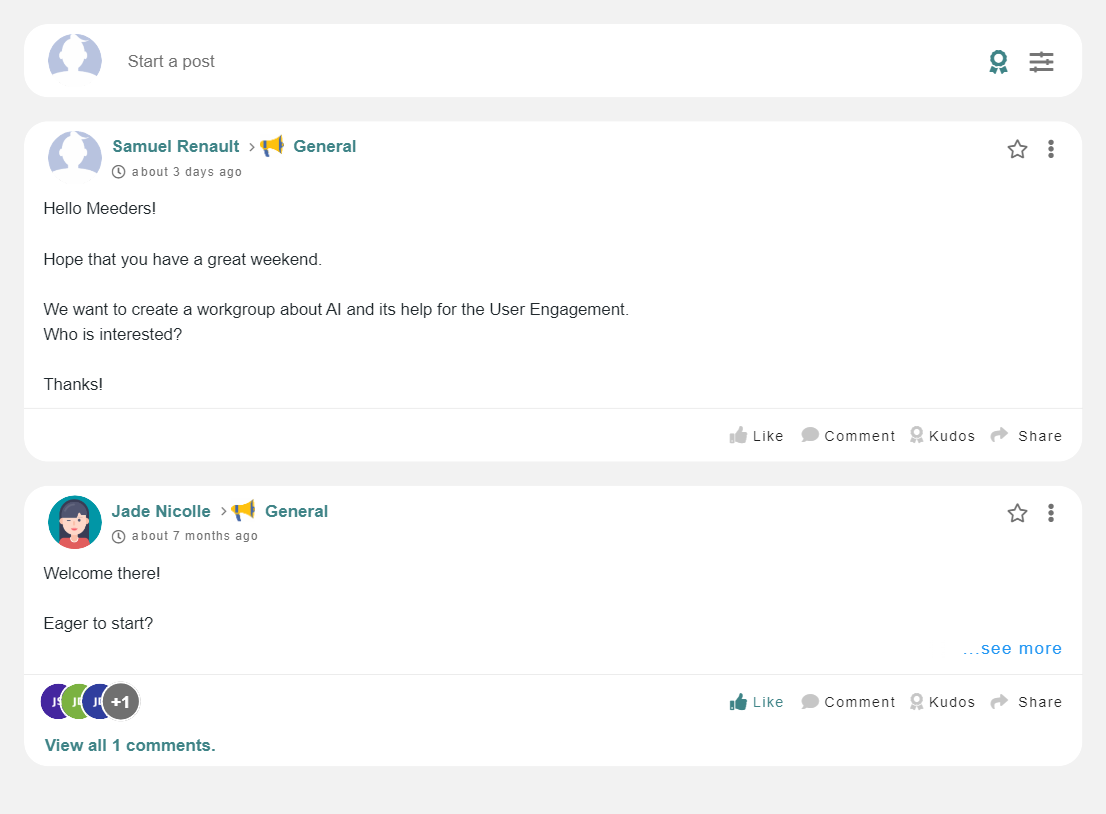 Start a post
Samuel Renault › General
about 3 days ago
Hello Meeders!
Hope that you have a great weekend.
We want to create a workgroup about AI and its help for the User Engagement.
Who is interested?
Thanks!
Like Comment Kudos Share
Jade Nicolle › General
about 7 months ago
Welcome there!
Eager to start?
...see more
+1 Like Comment Kudos Share
View all 1 comments.